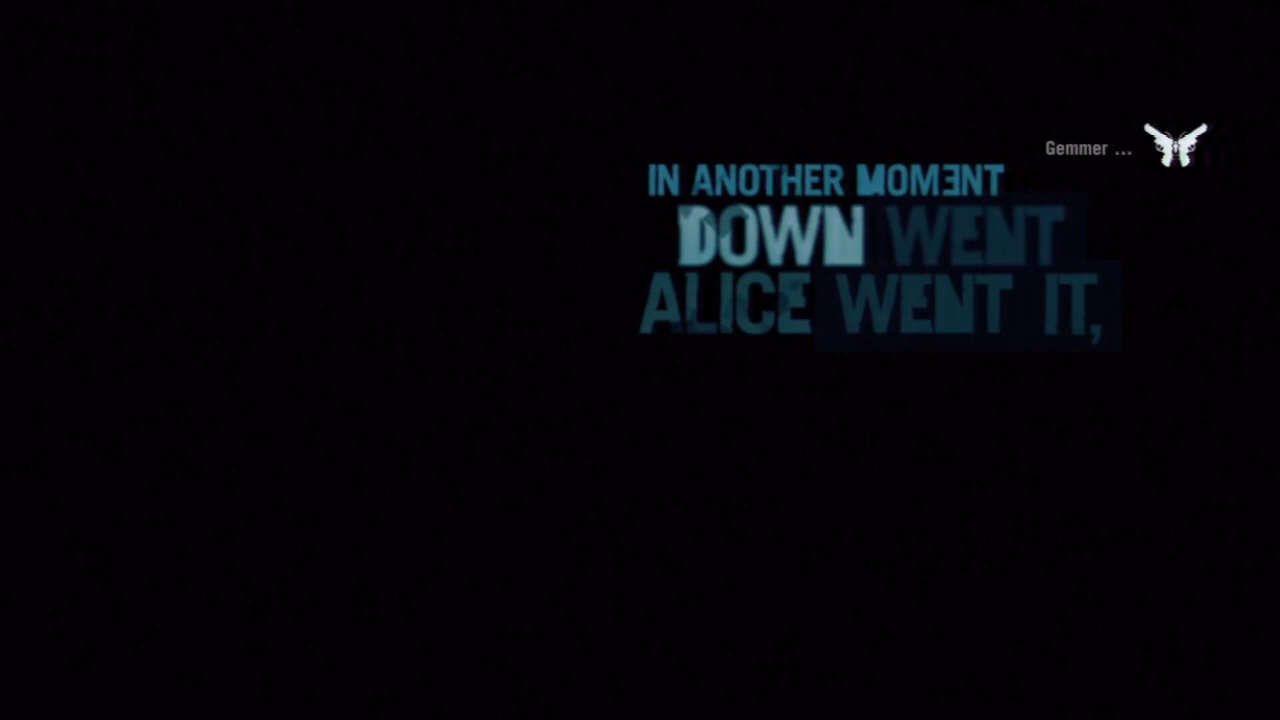 Gemmer ...
IN ANOTHER MOMENT
DOWN WENT
ALICE WENT IT,